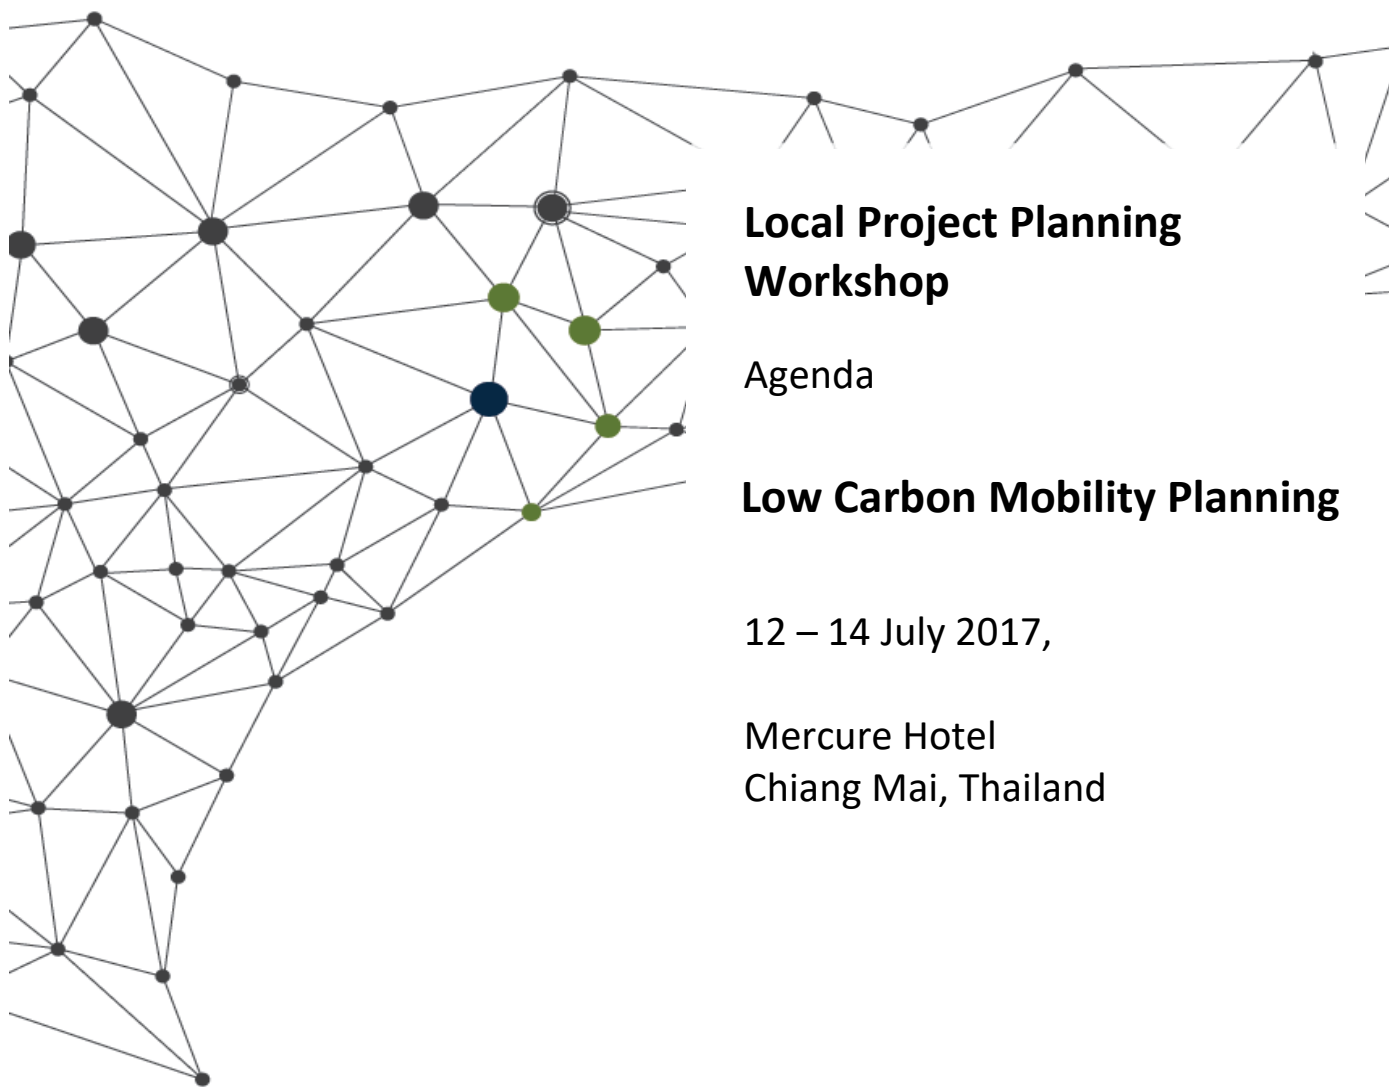 Local Project Planning
Workshop
Agenda
Low Carbon Mobility Planning
12 – 14 July 2017,
Mercure Hotel
Chiang Mai, Thailand